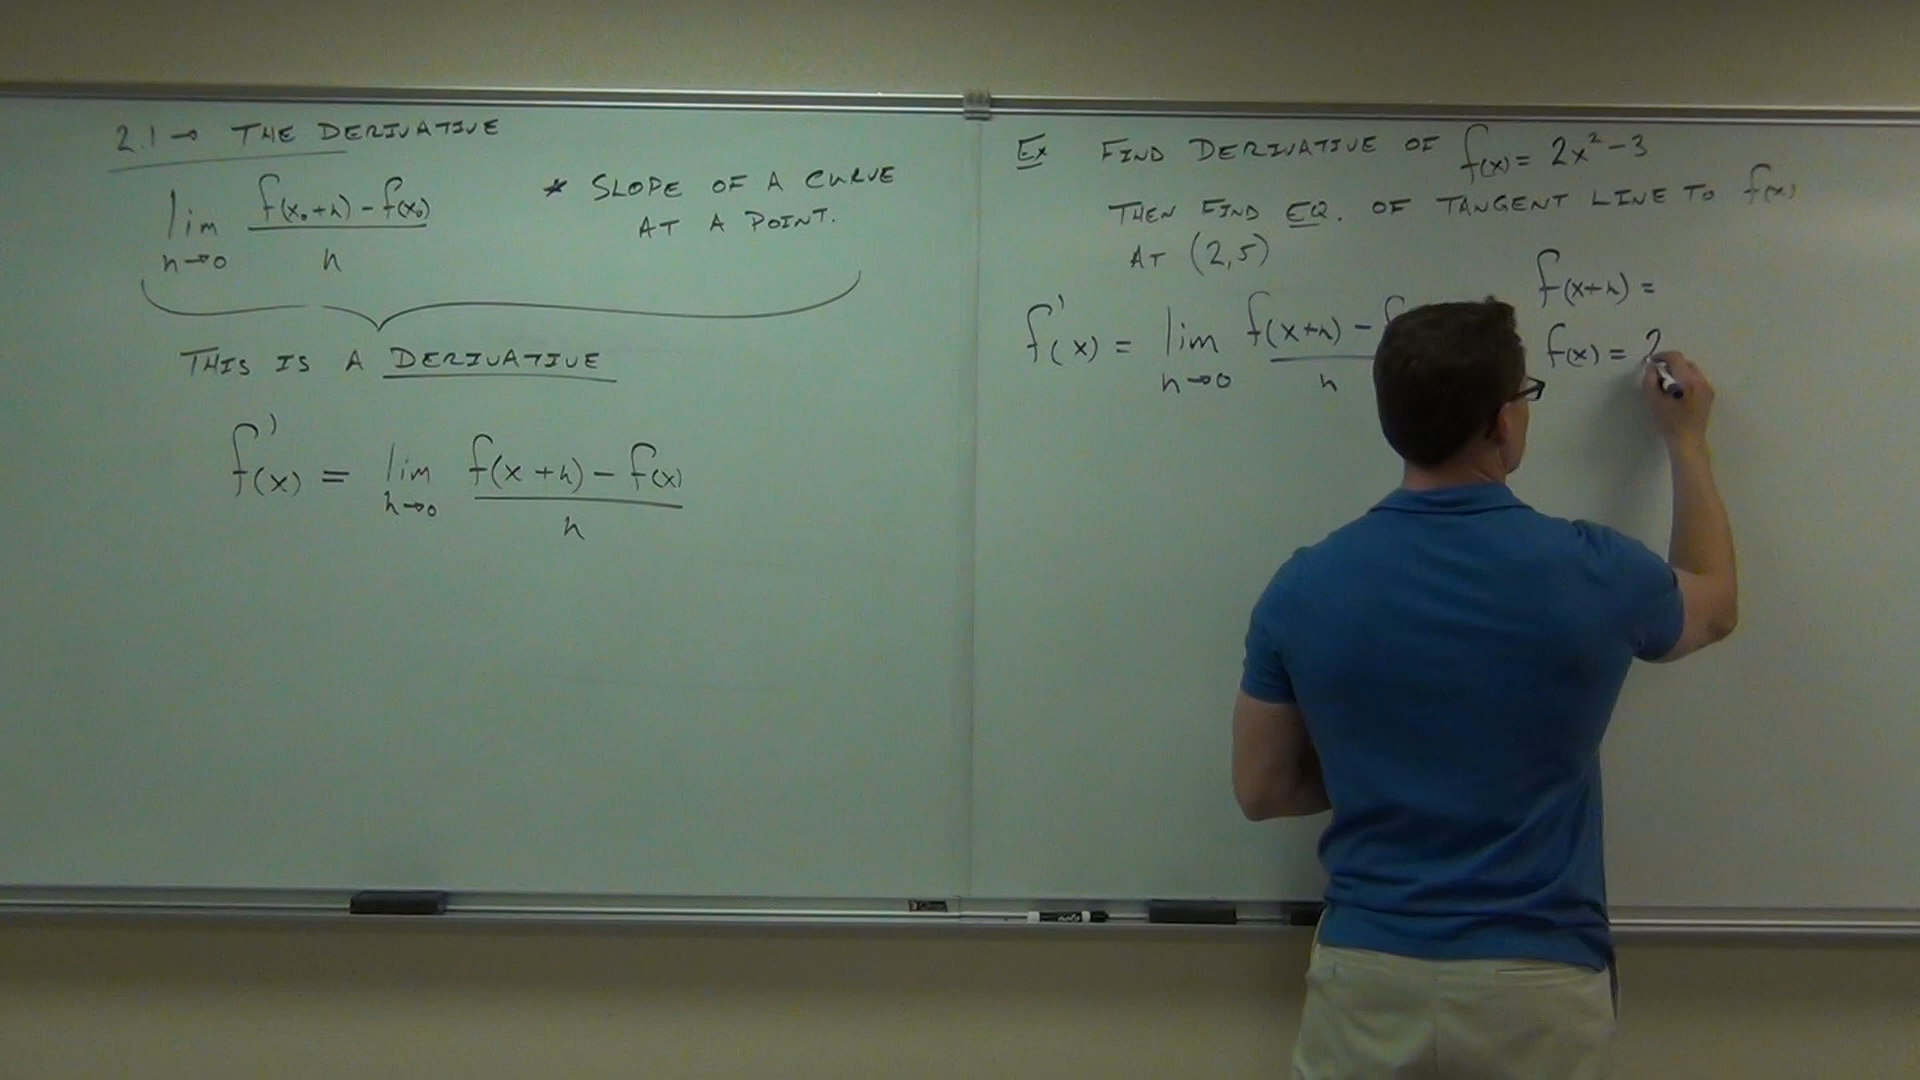 2.1 → THE DERIVATIVE
lim f(x₀+h) - f(x₀)
h→0 h
* SLOPE OF A CURVE
AT A POINT.
THIS IS A DERIVATIVE
f'(x) = lim f(x+h) - f(x)
h→0 h
Ex FIND DERIVATIVE OF f(x) = 2x² - 3
THEN FIND EQ. OF TANGENT LINE TO f(x)
AT (2,5)
f'(x) = lim f(x+h) - f
h→0 h
f(x+h) =
f(x) = 2